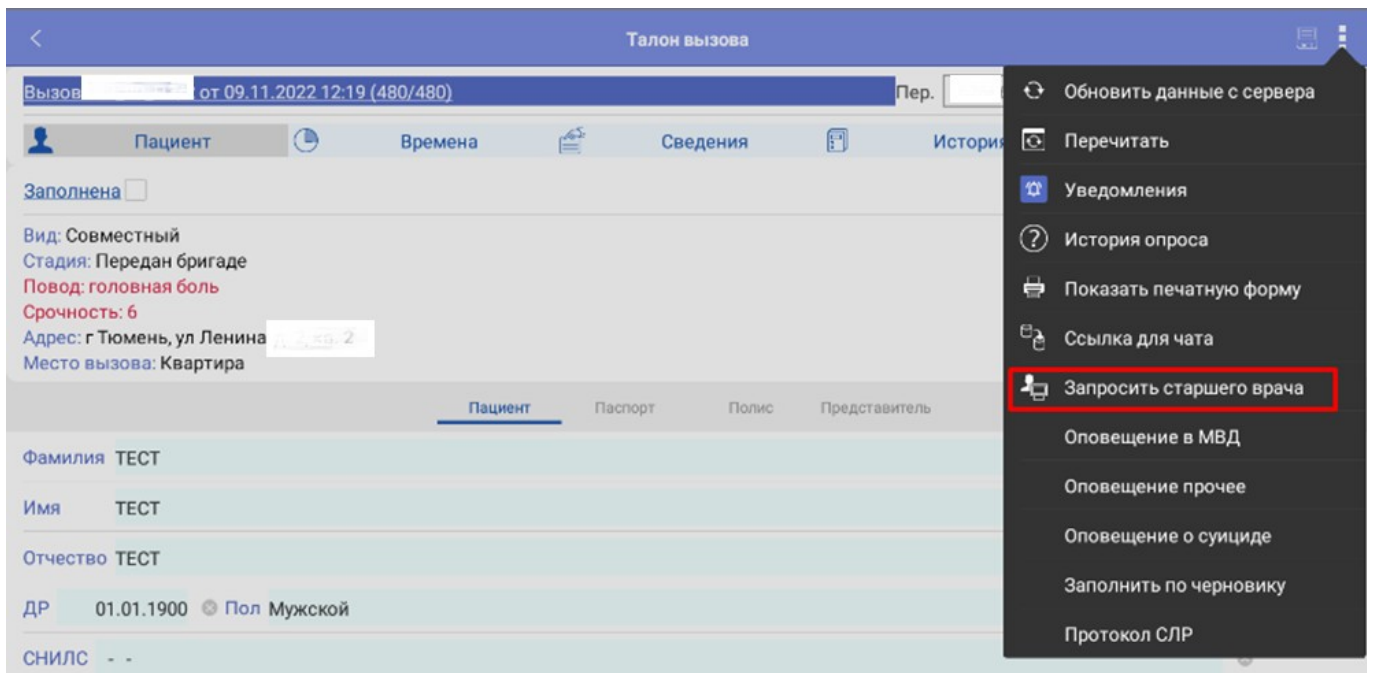 Талон вызова
Вызов от 09.11.2022 12:19 (480/480) Пер.
Пациент Времена Сведения История
Заполнена
Вид: Совместный
Стадия: Передан бригаде
Повод: головная боль
Срочность: 6
Адрес: г Тюмень, ул Ленина
Место вызова: Квартира
Пациент Паспорт Полис Представитель
Фамилия ТЕСТ
Имя ТЕСТ
Отчество ТЕСТ
ДР 01.01.1900 Пол Мужской
СНИЛС - -
Обновить данные с сервера
Перечитать
Уведомления
История опроса
Показать печатную форму
Ссылка для чата
Запросить старшего врача
Оповещение в МВД
Оповещение прочее
Оповещение о суициде
Заполнить по черновику
Протокол СЛР